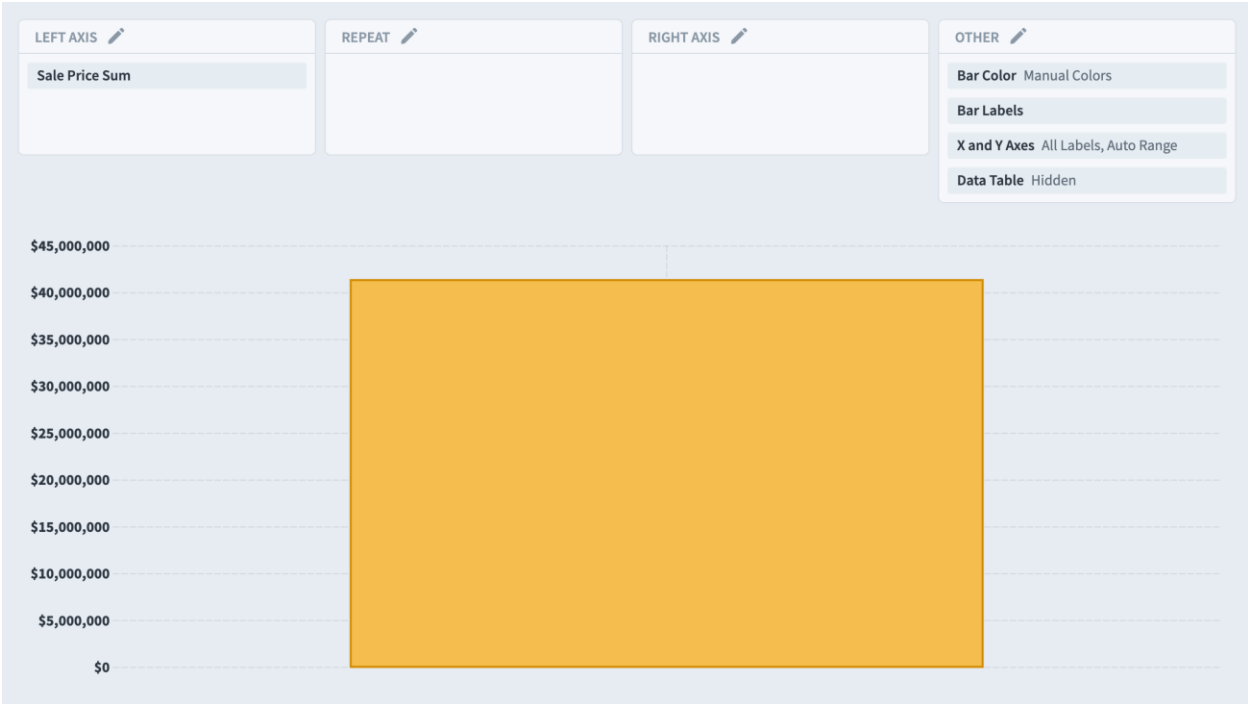 LEFT AXIS
Sale Price Sum
REPEAT
RIGHT AXIS
OTHER
Bar Color Manual Colors
Bar Labels
X and Y Axes All Labels, Auto Range
Data Table Hidden
$45,000,000
$40,000,000
$35,000,000
$30,000,000
$25,000,000
$20,000,000
$15,000,000
$10,000,000
$5,000,000
$0